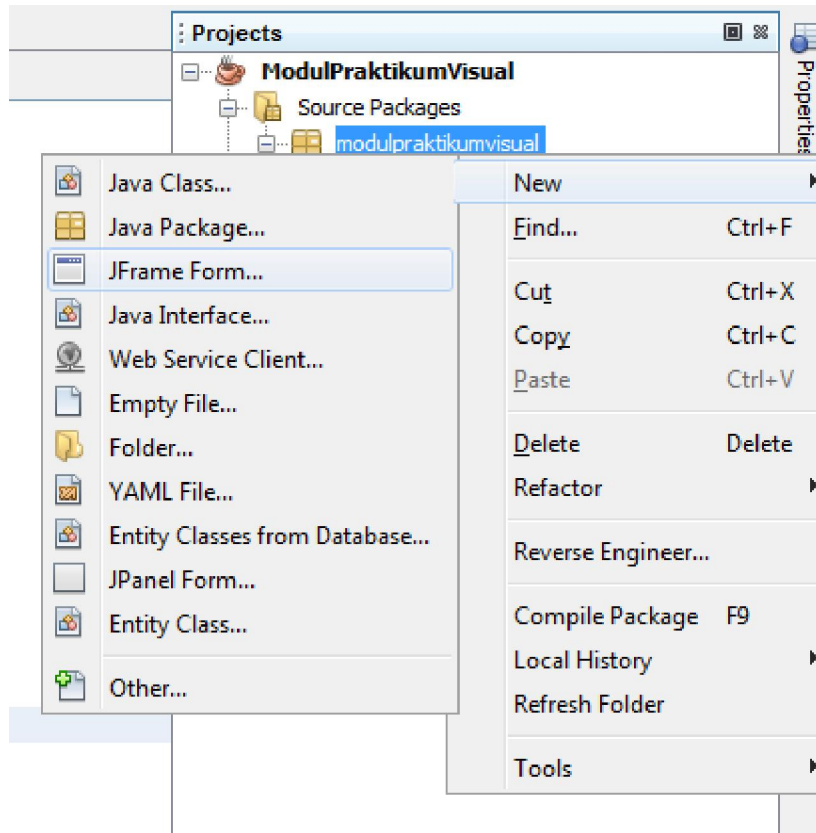 Projects
ModulPraktikumVisual
Source Packages
modulpraktikumvisual
Properties
Java Class...
Java Package...
JFrame Form...
Java Interface...
Web Service Client...
Empty File...
Folder...
YAML File...
Entity Classes from Database...
JPanel Form...
Entity Class...
Other...
New
Find... Ctrl+F
Cut Ctrl+X
Copy Ctrl+C
Paste Ctrl+V
Delete Delete
Refactor
Reverse Engineer...
Compile Package F9
Local History
Refresh Folder
Tools